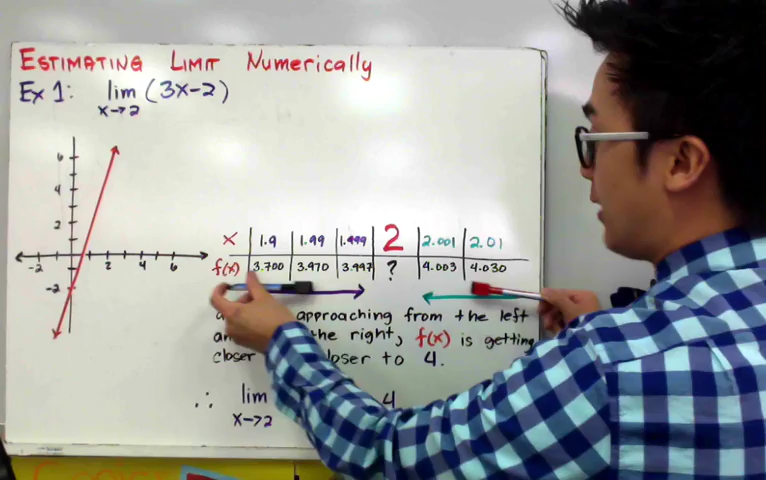 Estimating Limit Numerically
Ex 1: lim (3x-2)
x→2
6
4
2
-2 2 4 6
-2
x 1.9 1.99 1.999 2 2.001 2.01
f(x) 3.700 3.970 3.997 ? 4.003 4.030
approaching from the left
the right, f(x) is getting
closer loser to 4.
∴ lim 4
x→2